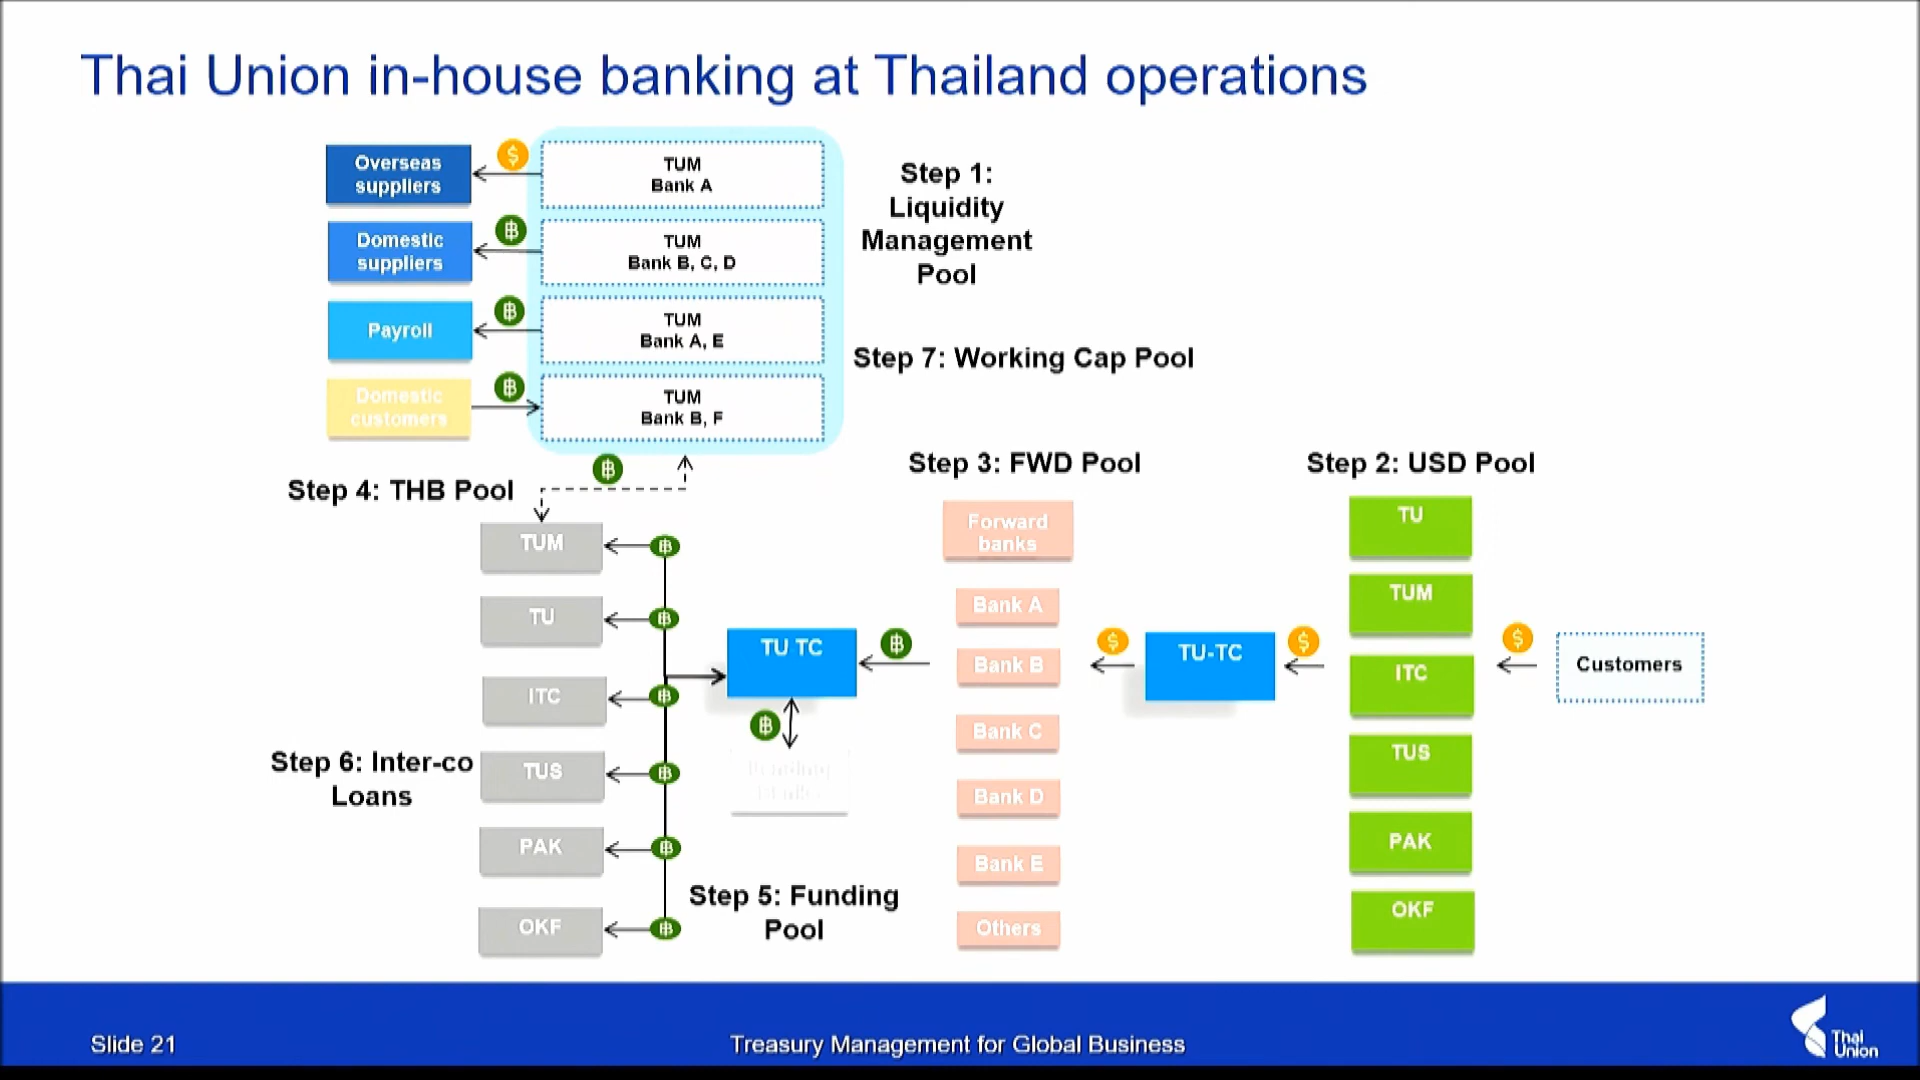 Thai Union in-house banking at Thailand operations
Overseas
suppliers
$
TUM
Bank A
Step 1:
Liquidity
Management
Pool
Domestic
suppliers
฿
TUM
Bank B, C, D
Payroll
฿
TUM
Bank A, E
Step 7: Working Cap Pool
Domestic
customers
฿
TUM
Bank B, F
Step 4: THB Pool
฿
Step 3: FWD Pool
Step 2: USD Pool
TUM
฿
TU
฿
ITC
฿
TUS
฿
PAK
฿
OKF
฿
Step 6: Inter-co
Loans
TU TC
฿
฿
Step 5: Funding
Pool
Forward
banks
Bank A
Bank B
Bank C
Bank D
Bank E
Others
$
TU-TC
$
TU
TUM
ITC
TUS
PAK
OKF
$
Customers
Slide 21
Treasury Management for Global Business
Thai
Union